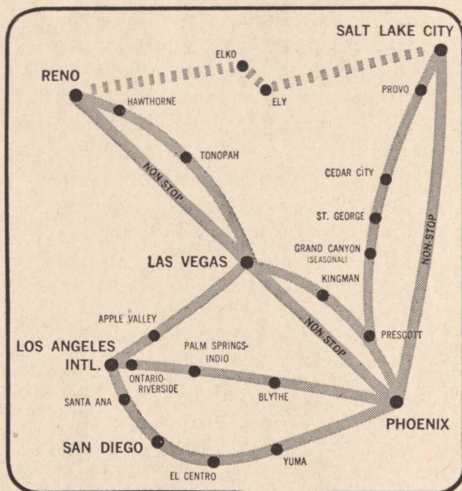 SALT LAKE CITY
ELKO
RENO
PROVO
ELY
HAWTHORNE
TONOPAH
NON-STOP
CEDAR CITY
ST. GEORGE
GRAND CANYON
(SEASONAL)
NON-STOP
LAS VEGAS
KINGMAN
NON-STOP
APPLE VALLEY
PRESCOTT
LOS ANGELES
INTL.
PALM SPRINGS-
INDIO
ONTARIO-
RIVERSIDE
BLYTHE
SANTA ANA
PHOENIX
SAN DIEGO
YUMA
EL CENTRO